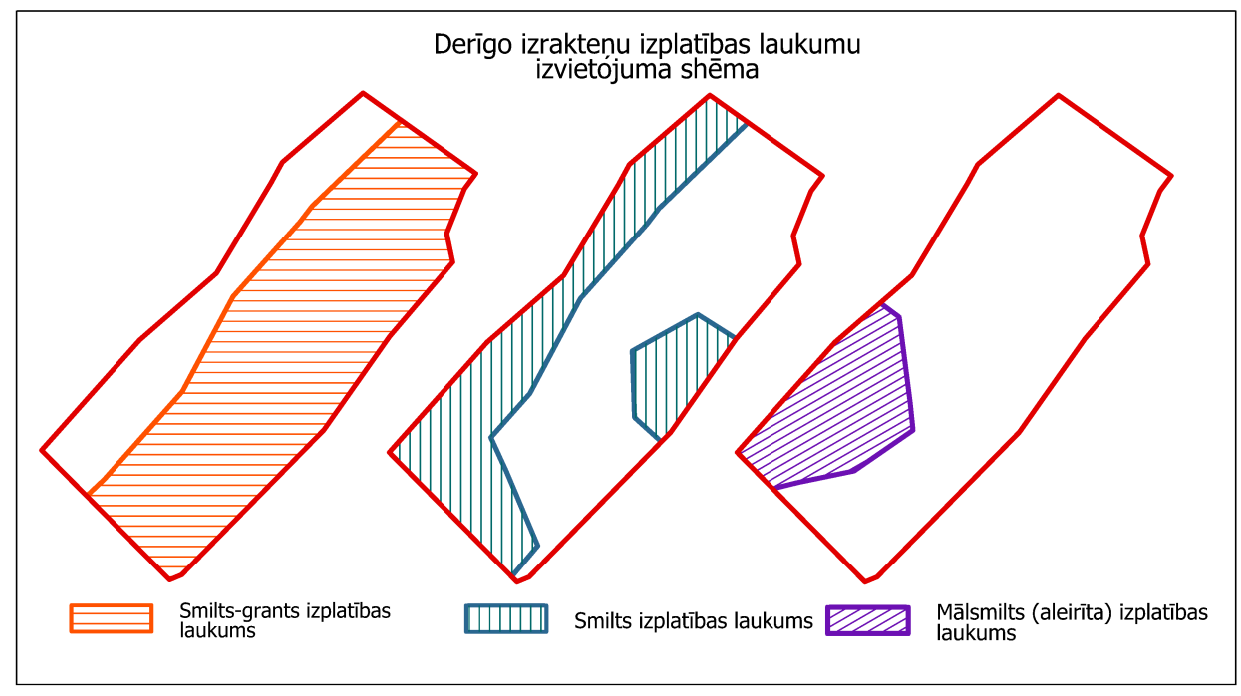 Derīgo izrakteņu izplatības laukumu
izvietojuma shēma
Smilts-grants izplatības
laukums
Smilts izplatības laukums
Mālsmilts (aleirīta) izplatības
laukums